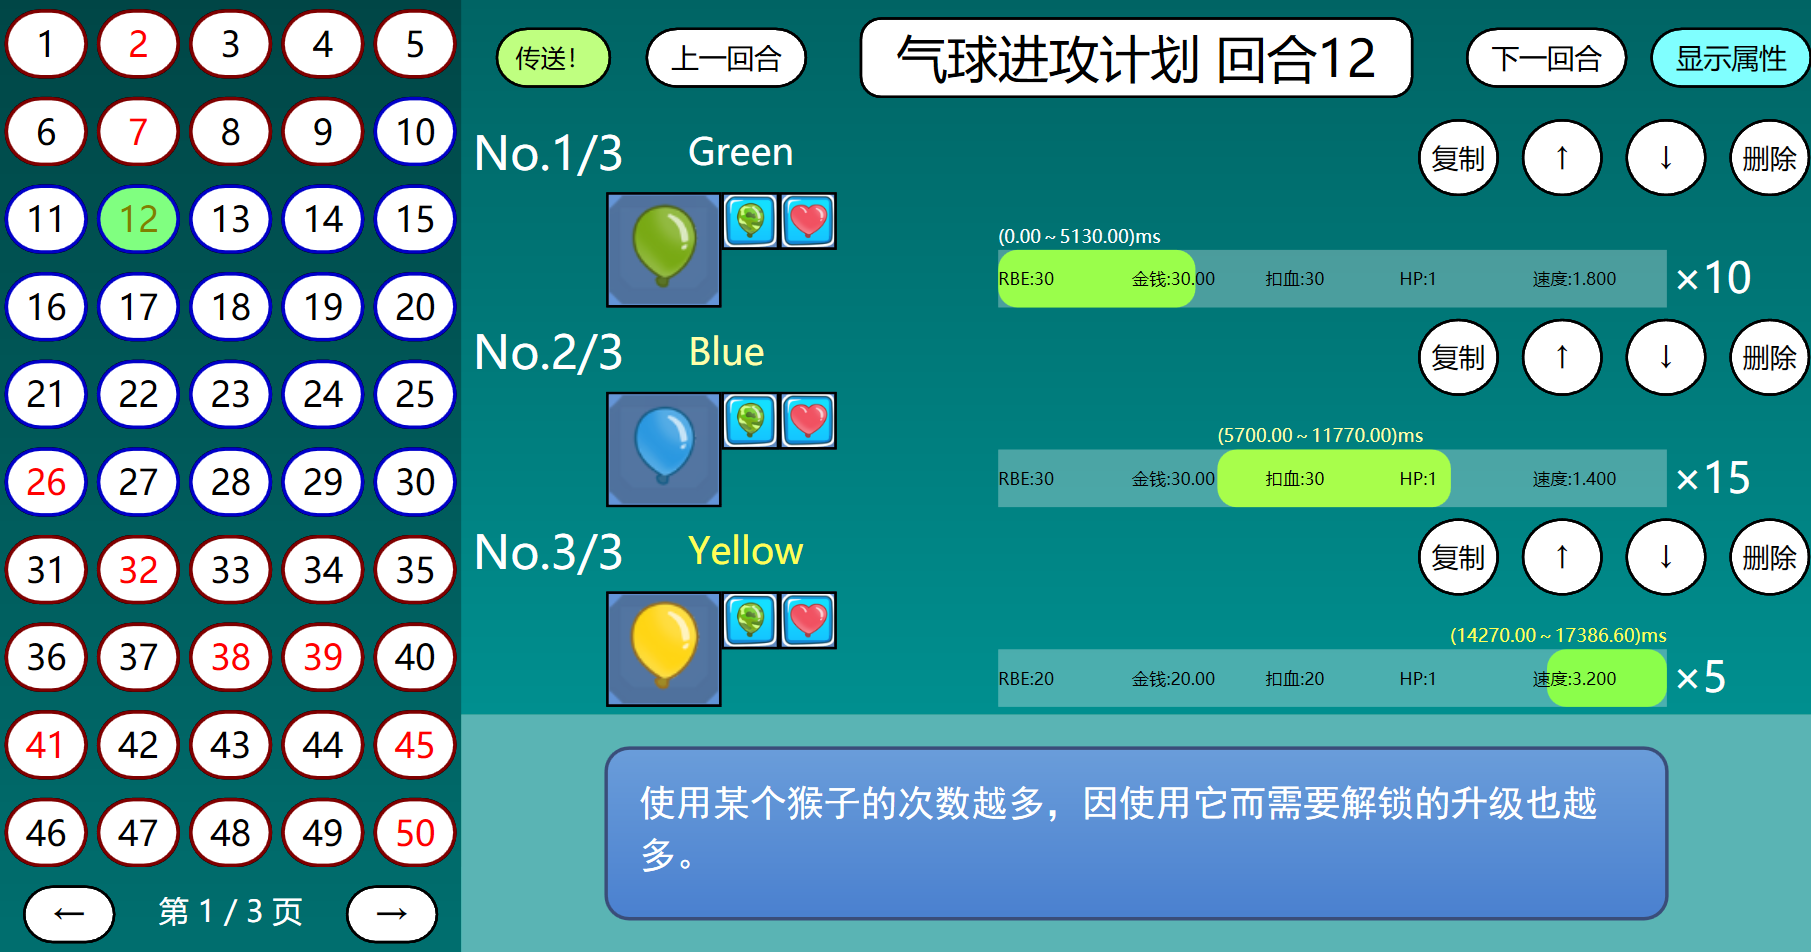 1 2 3 4 5
6 7 8 9 10
11 12 13 14 15
16 17 18 19 20
21 22 23 24 25
26 27 28 29 30
31 32 33 34 35
36 37 38 39 40
41 42 43 44 45
46 47 48 49 50
← 第 1 / 3 页 →
传送! 上一回合 气球进攻计划 回合12 下一回合 显示属性
No.1/3 Green 复制 ↑ ↓ 删除
(0.00 ~ 5130.00)ms
RBE:30 金钱:30.00 扣血:30 HP:1 速度:1.800 ×10
No.2/3 Blue 复制 ↑ ↓ 删除
(5700.00 ~ 11770.00)ms
RBE:30 金钱:30.00 扣血:30 HP:1 速度:1.400 ×15
No.3/3 Yellow 复制 ↑ ↓ 删除
(14270.00 ~ 17386.60)ms
RBE:20 金钱:20.00 扣血:20 HP:1 速度:3.200 ×5
使用某个猴子的次数越多，因使用它而需要解锁的升级也越
多。